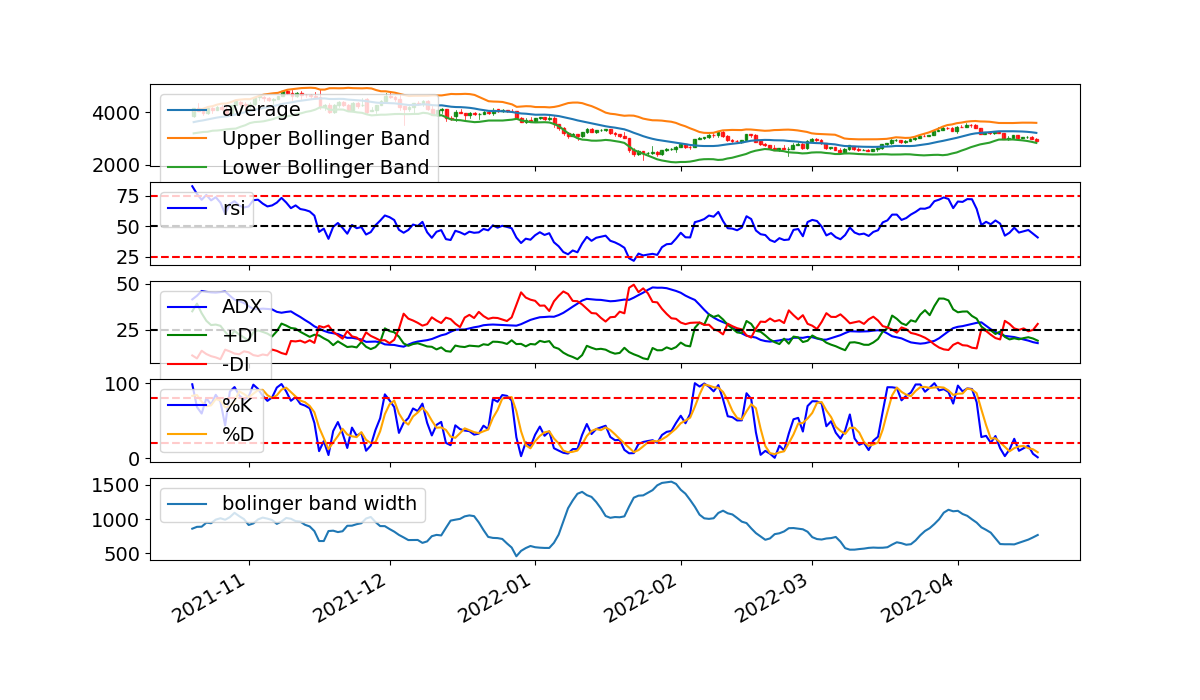 4000
2000
average
Upper Bollinger Band
Lower Bollinger Band
75
50
25
rsi
50
25
ADX
+DI
-DI
100
0
%K
%D
1500
1000
500
bolinger band width
2021-11
2021-12
2022-01
2022-02
2022-03
2022-04